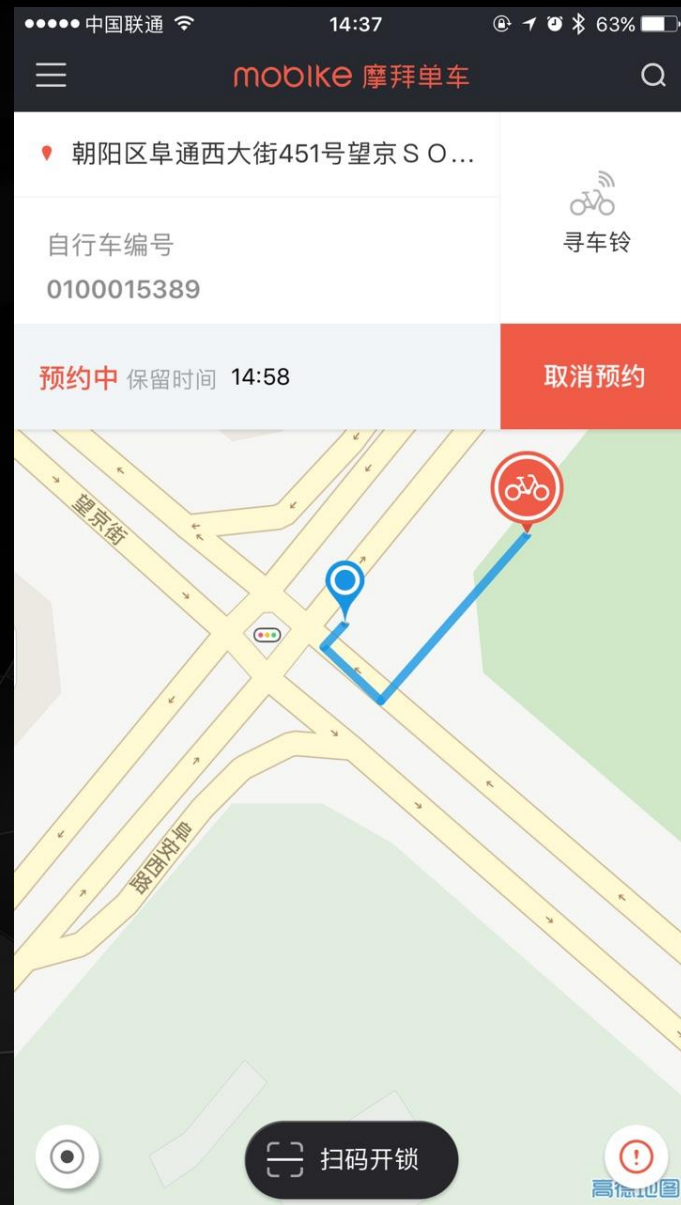 中国联通 14:37 63%
mobike 摩拜单车
朝阳区阜通西大街451号望京ＳＯ...
寻车铃
自行车编号
0100015389
预约中 保留时间 14:58
取消预约
望京街
阜安西路
扫码开锁
高德地图